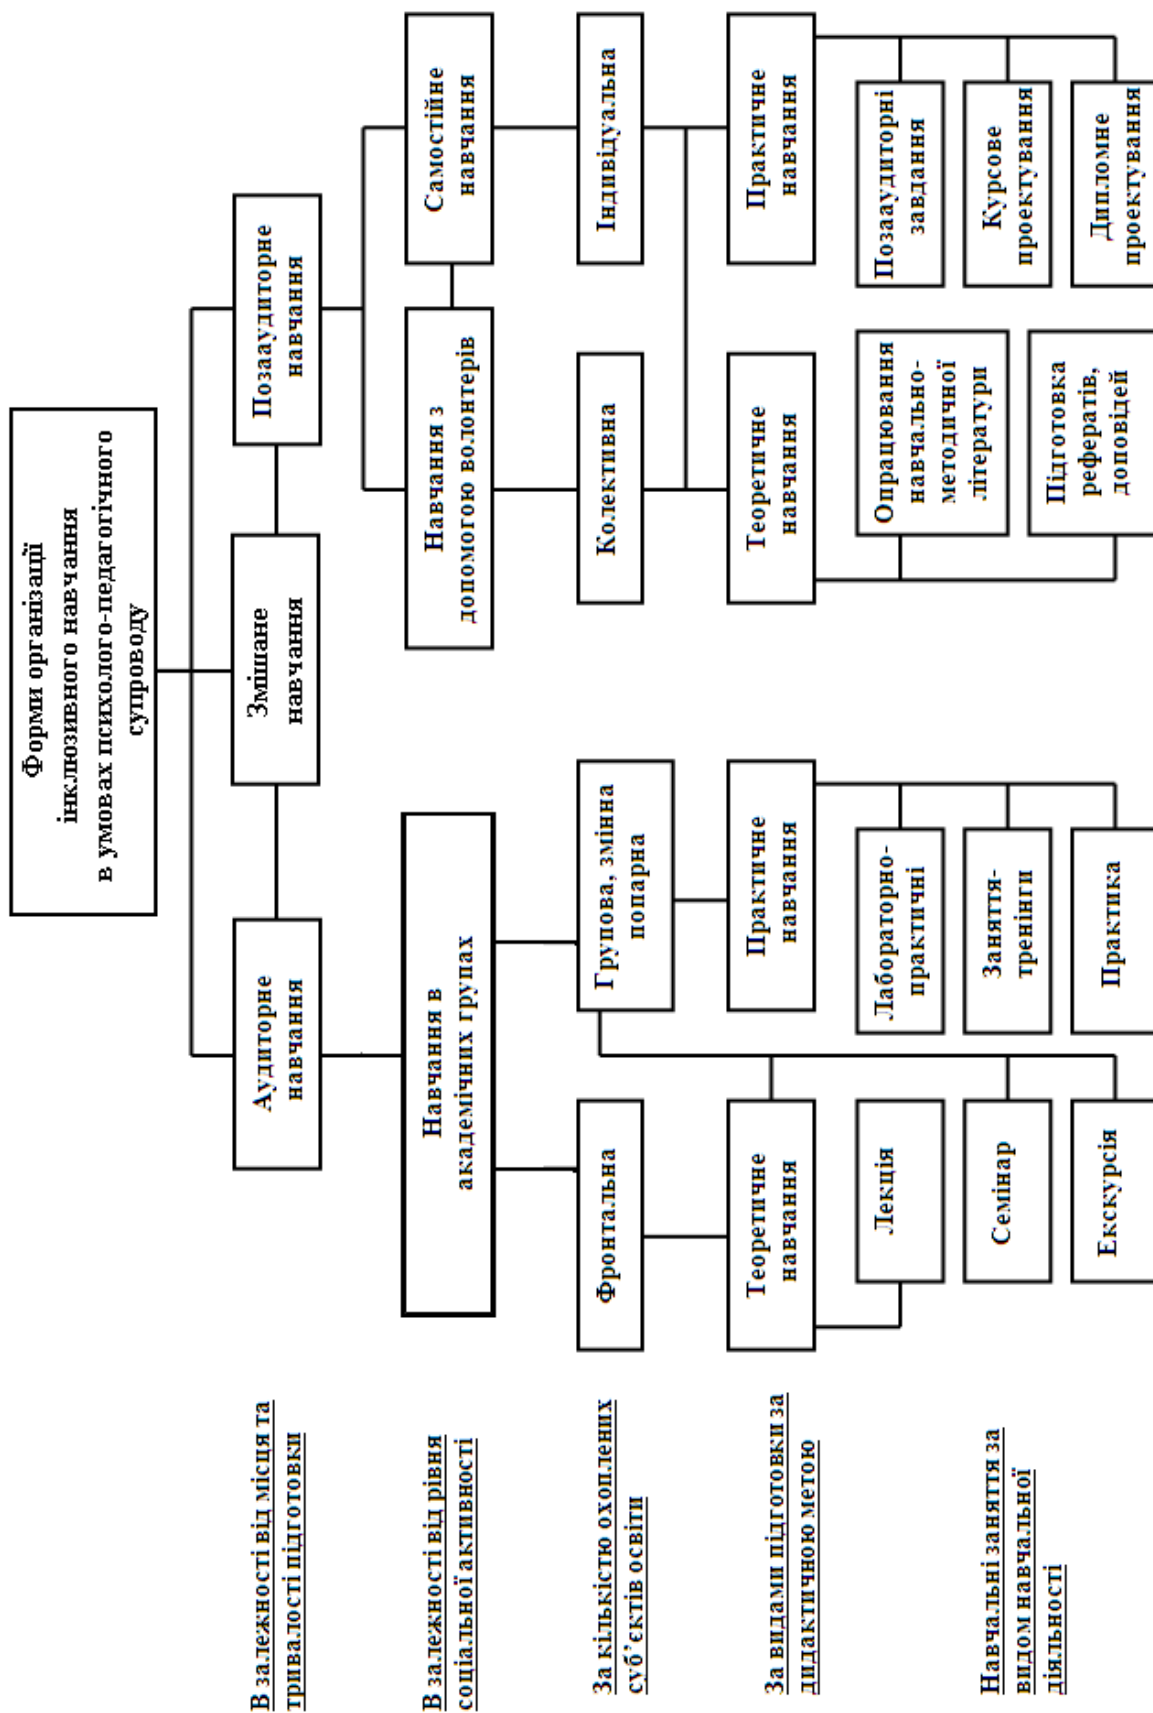 Форми організації
інклюзивного навчання
в умовах психолого-педагогічного
супроводу
В залежності від місця та
тривалості підготовки
Аудиторне
навчання
Змішане
навчання
Позааудиторне
навчання
В залежності від рівня
соціальної активності
Навчання в
академічних групах
Навчання з
допомогою волонтерів
Самостійне
навчання
За кількістю охоплених
суб’єктів освіти
Фронтальна
Групова, змінна
попарна
Колективна
Індивідуальна
За видами підготовки за
дидактичною метою
Теоретичне
навчання
Практичне
навчання
Теоретичне
навчання
Практичне
навчання
Навчальні заняття за
видом навчальної
діяльності
Лекція
Лабораторно-
практичні
Опрацювання
навчально-
методичної
літератури
Позааудиторні
завдання
Семінар
Заняття-
тренінги
Курсове
проектування
Екскурсія
Практика
Підготовка
рефератів,
доповідей
Дипломне
проектування